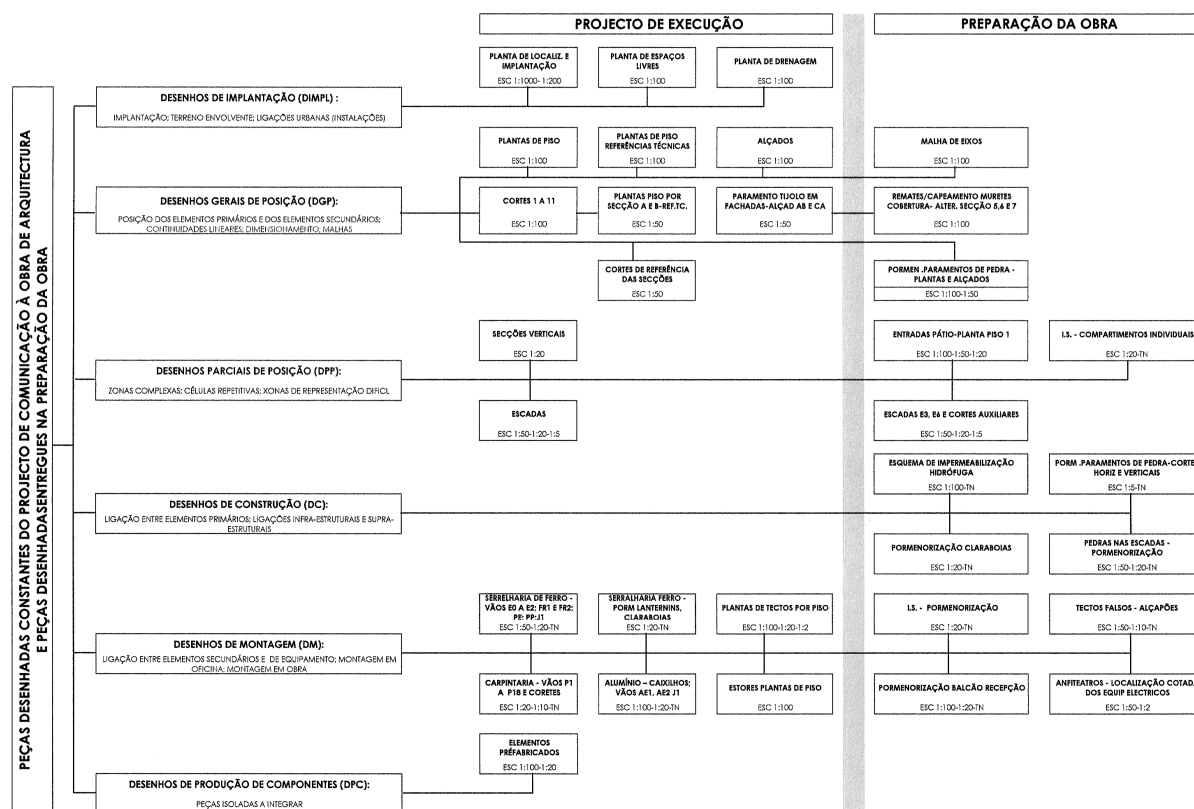 PROJECTO DE EXECUÇÃO
PREPARAÇÃO DA OBRA
PEÇAS DESENHADAS CONSTANTES DO PROJECTO DE COMUNICAÇÃO À OBRA DE ARQUITECTURA
E PEÇAS DESENHADASENTREGUES NA PREPARAÇÃO DA OBRA
PLANTA DE LOCALIZ. E
IMPLANTAÇÃO
ESC 1:1000- 1:200
PLANTA DE ESPAÇOS
LIVRES
ESC 1:100
PLANTA DE DRENAGEM
ESC 1:100
DESENHOS DE IMPLANTAÇÃO (DIMPL) :
IMPLANTAÇÃO; TERRENO ENVOLVENTE; LIGAÇÕES URBANAS (INSTALAÇÕES)
PLANTAS DE PISO
ESC 1:100
PLANTAS DE PISO
REFERÊNCIAS TÉCNICAS
ESC 1:100
ALÇADOS
ESC 1:100
MALHA DE EIXOS
ESC 1:100
DESENHOS GERAIS DE POSIÇÃO (DGP):
POSIÇÃO DOS ELEMENTOS PRIMÁRIOS E DOS ELEMENTOS SECUNDÁRIOS;
CONTINUIDADES LINEARES; DIMENSIONAMENTO; MALHAS
CORTES 1 A 11
ESC 1:100
PLANTAS PISO POR
SECÇÃO A E B-REF.TC.
ESC 1:50
PARAMENTO TIJOLO EM
FACHADAS-ALÇAD AB E CA
ESC 1:50
REMATES/CAPEAMENTO MURETES
COBERTURA- ALTER. SECÇÃO 5,6 E 7
ESC 1:100
CORTES DE REFERÊNCIA
DAS SECÇÕES
ESC 1:50
PORMEN .PARAMENTOS DE PEDRA -
PLANTAS E ALÇADOS
ESC 1:100-1:50
SECÇÕES VERTICAIS
ESC 1:20
ENTRADAS PÁTIO-PLANTA PISO 1
ESC 1:100-1:50-1:20
I.S. - COMPARTIMENTOS INDIVIDUAIS
ESC 1:20-TN
DESENHOS PARCIAIS DE POSIÇÃO (DPP):
ZONAS COMPLEXAS; CÉLULAS REPETITIVAS; XONAS DE REPRESENTAÇÃO DIFICIL
ESCADAS
ESC 1:50-1:20-1:5
ESCADAS E3, E6 E CORTES AUXILIARES
ESC 1:50-1:20-1:5
ESQUEMA DE IMPERMEABILIZAÇÃO
HIDRÓFUGA
ESC 1:100-TN
PORM .PARAMENTOS DE PEDRA-CORTE
HORIZ E VERTICAIS
ESC 1:5-TN
DESENHOS DE CONSTRUÇÃO (DC):
LIGAÇÃO ENTRE ELEMENTOS PRIMÁRIOS; LIGAÇÕES INFRA-ESTRUTURAIS E SUPRA-
ESTRUTURAIS
PORMENORIZAÇÃO CLARABOIAS
ESC 1:20-TN
PEDRAS NAS ESCADAS -
PORMENORIZAÇÃO
ESC 1:50-1:20-TN
SERRELHARIA DE FERRO -
VÃOS E0 A E2; FR1 E FR2;
PE; PP;J1
ESC 1:50-1:20-TN
SERRALHARIA FERRO -
PORM LANTERNINS,
CLARABOIAS
ESC 1:20-TN
PLANTAS DE TECTOS POR PISO
ESC 1:100-1:20-1:2
I.S. - PORMENORIZAÇÃO
ESC 1:20-TN
TECTOS FALSOS - ALÇAPÕES
ESC 1:50-1:10-TN
DESENHOS DE MONTAGEM (DM):
LIGAÇÃO ENTRE ELEMENTOS SECUNDÁRIOS E DE EQUIPAMENTO; MONTAGEM EM
OFICINA; MONTAGEM EM OBRA
CARPINTARIA - VÃOS P1
A P18 E CORETES
ESC 1:20-1:10-TN
ALUMÍNIO – CAIXILHOS;
VÃOS AE1, AE2 J1
ESC 1:100-1:20-TN
ESTORES PLANTAS DE PISO
ESC 1:100
PORMENORIZAÇÃO BALCÃO RECEPÇÃO
ESC 1:100-1:20-TN
ANFITEATROS - LOCALIZAÇÃO COTADA
DOS EQUIP ELECTRICOS
ESC 1:50-1:2
ELEMENTOS
PRÉFABRICADOS
ESC 1:100-1:20
DESENHOS DE PRODUÇÃO DE COMPONENTES (DPC):
PEÇAS ISOLADAS A INTEGRAR